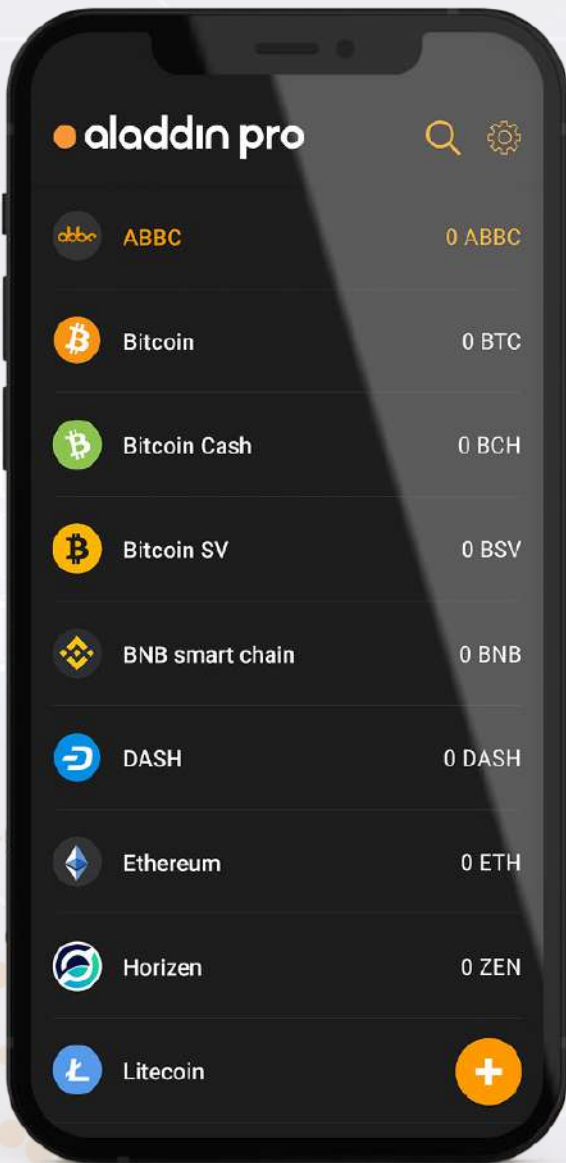 aladdin pro
abbc ABBC 0 ABBC
Bitcoin 0 BTC
Bitcoin Cash 0 BCH
Bitcoin SV 0 BSV
BNB smart chain 0 BNB
DASH 0 DASH
Ethereum 0 ETH
Horizen 0 ZEN
Litecoin